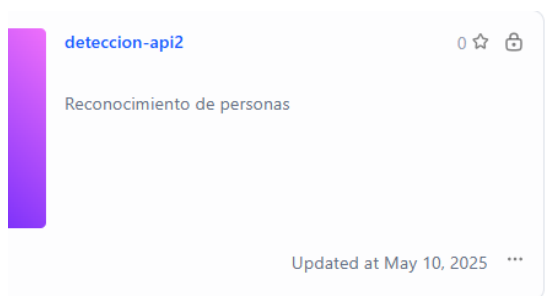 deteccion-api2
0
Reconocimiento de personas
Updated at May 10, 2025